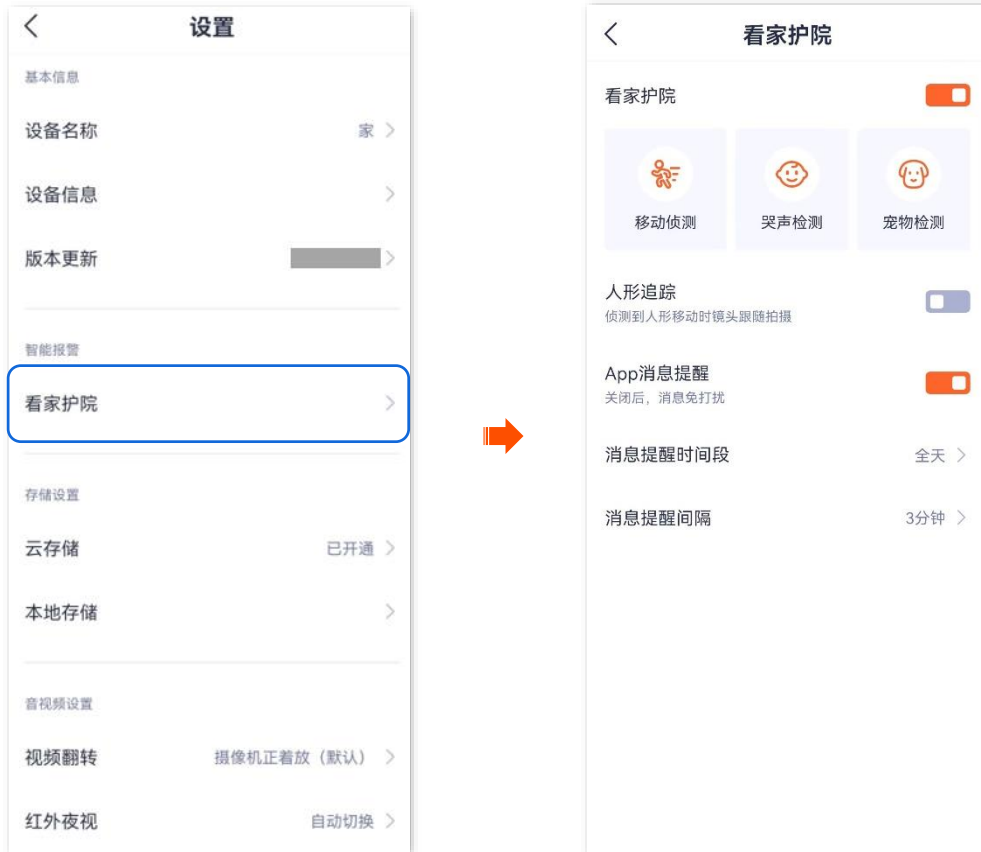 设置
基本信息
设备名称 家
设备信息
版本更新
智能报警
看家护院
存储设置
云存储 已开通
本地存储
音视频设置
视频翻转 摄像机正着放（默认）
红外夜视 自动切换
看家护院
看家护院
移动侦测 哭声检测 宠物检测
人形追踪
侦测到人形移动时镜头跟随拍摄
App消息提醒
关闭后，消息免打扰
消息提醒时间段 全天
消息提醒间隔 3分钟